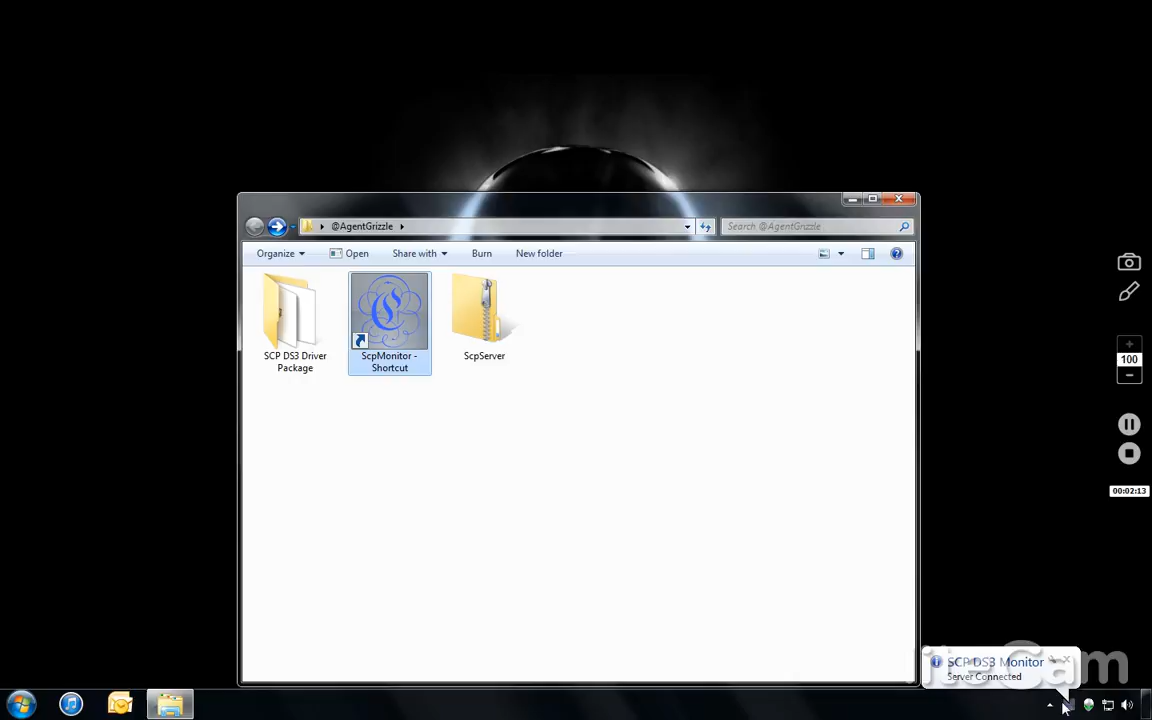 @AgentGrizzle
Search @AgentGrizzle
Organize
Open
Share with
Burn
New folder
SCP DS3 Driver
Package
ScpMonitor -
Shortcut
ScpServer
100
00:02:13
SCP DS3 Monitor
Server Connected